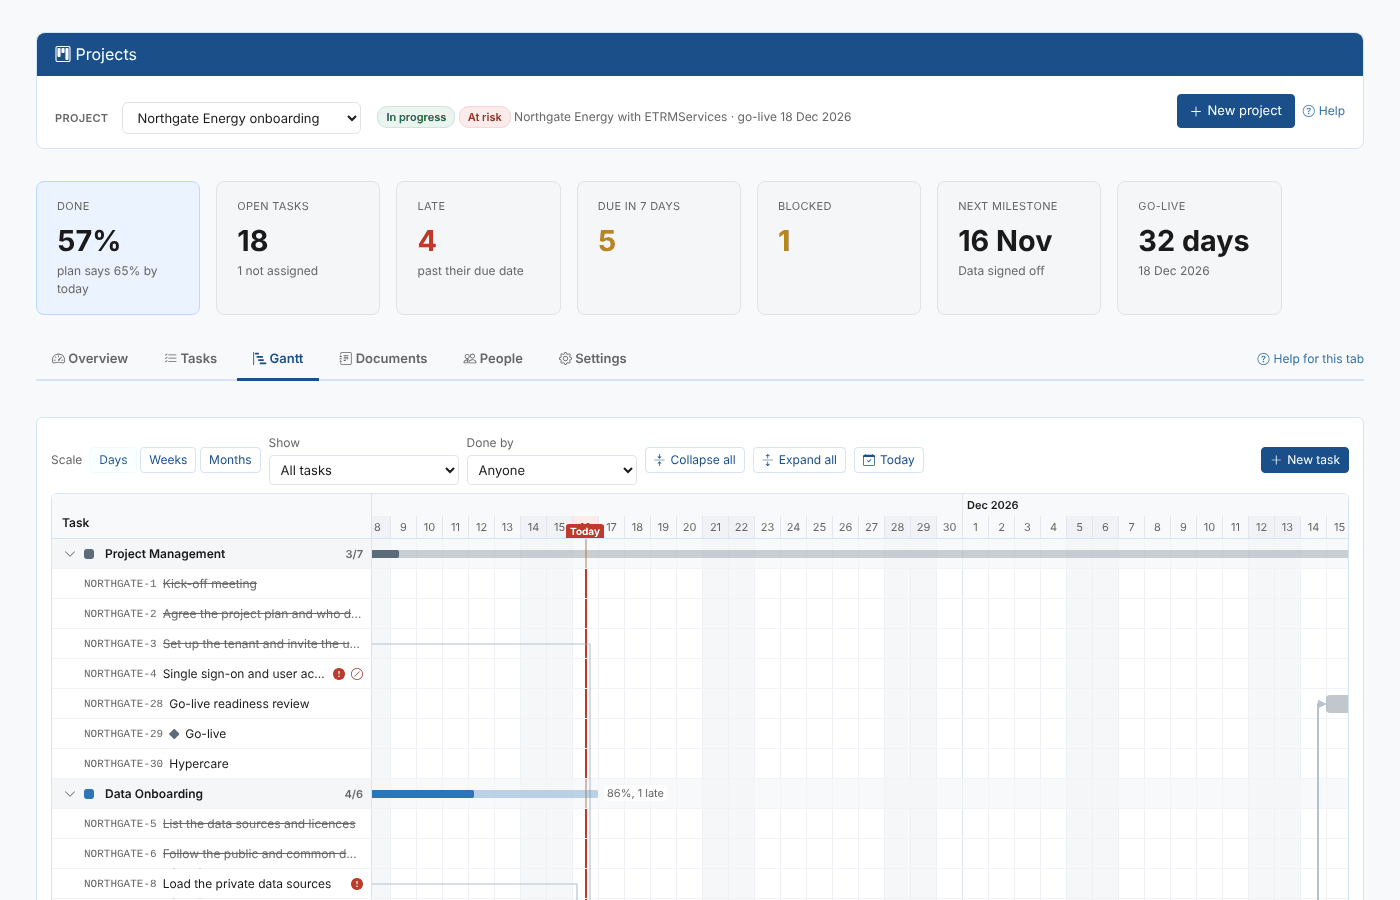 Projects
PROJECT Northgate Energy onboarding In progress At risk Northgate Energy with ETRMServices · go-live 18 Dec 2026 + New project Help
DONE
57%
plan says 65% by
today
OPEN TASKS
18
1 not assigned
LATE
4
past their due date
DUE IN 7 DAYS
5
BLOCKED
1
NEXT MILESTONE
16 Nov
Data signed off
GO-LIVE
32 days
18 Dec 2026
Overview Tasks Gantt Documents People Settings Help for this tab
Show Done by
Scale Days Weeks Months All tasks Anyone Collapse all Expand all Today + New task
Dec 2026
Task 8 9 10 11 12 13 14 15 Today 17 18 19 20 21 22 23 24 25 26 27 28 29 30 1 2 3 4 5 6 7 8 9 10 11 12 13 14 15
Project Management 3/7
NORTHGATE-1 Kick-off meeting
NORTHGATE-2 Agree the project plan and who d...
NORTHGATE-3 Set up the tenant and invite the u...
NORTHGATE-4 Single sign-on and user ac...
NORTHGATE-28 Go-live readiness review
NORTHGATE-29 Go-live
NORTHGATE-30 Hypercare
Data Onboarding 4/6 86%, 1 late
NORTHGATE-5 List the data sources and licences
NORTHGATE-6 Follow the public and common d...
NORTHGATE-8 Load the private data sources